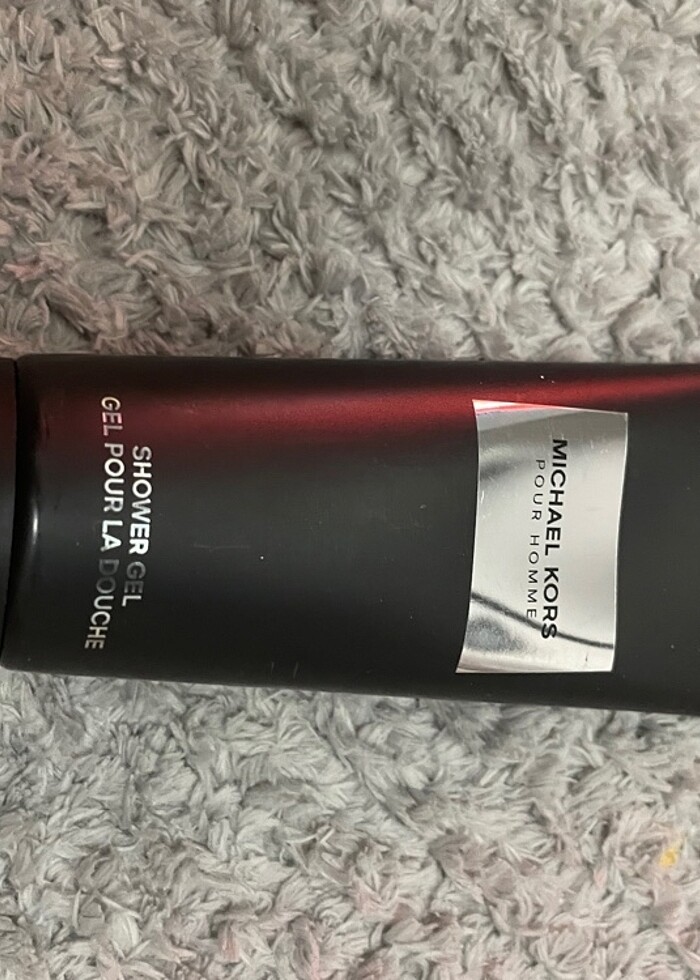 MICHAEL KORS
POUR HOMME
SHOWER GEL
GEL POUR LA DOUCHE